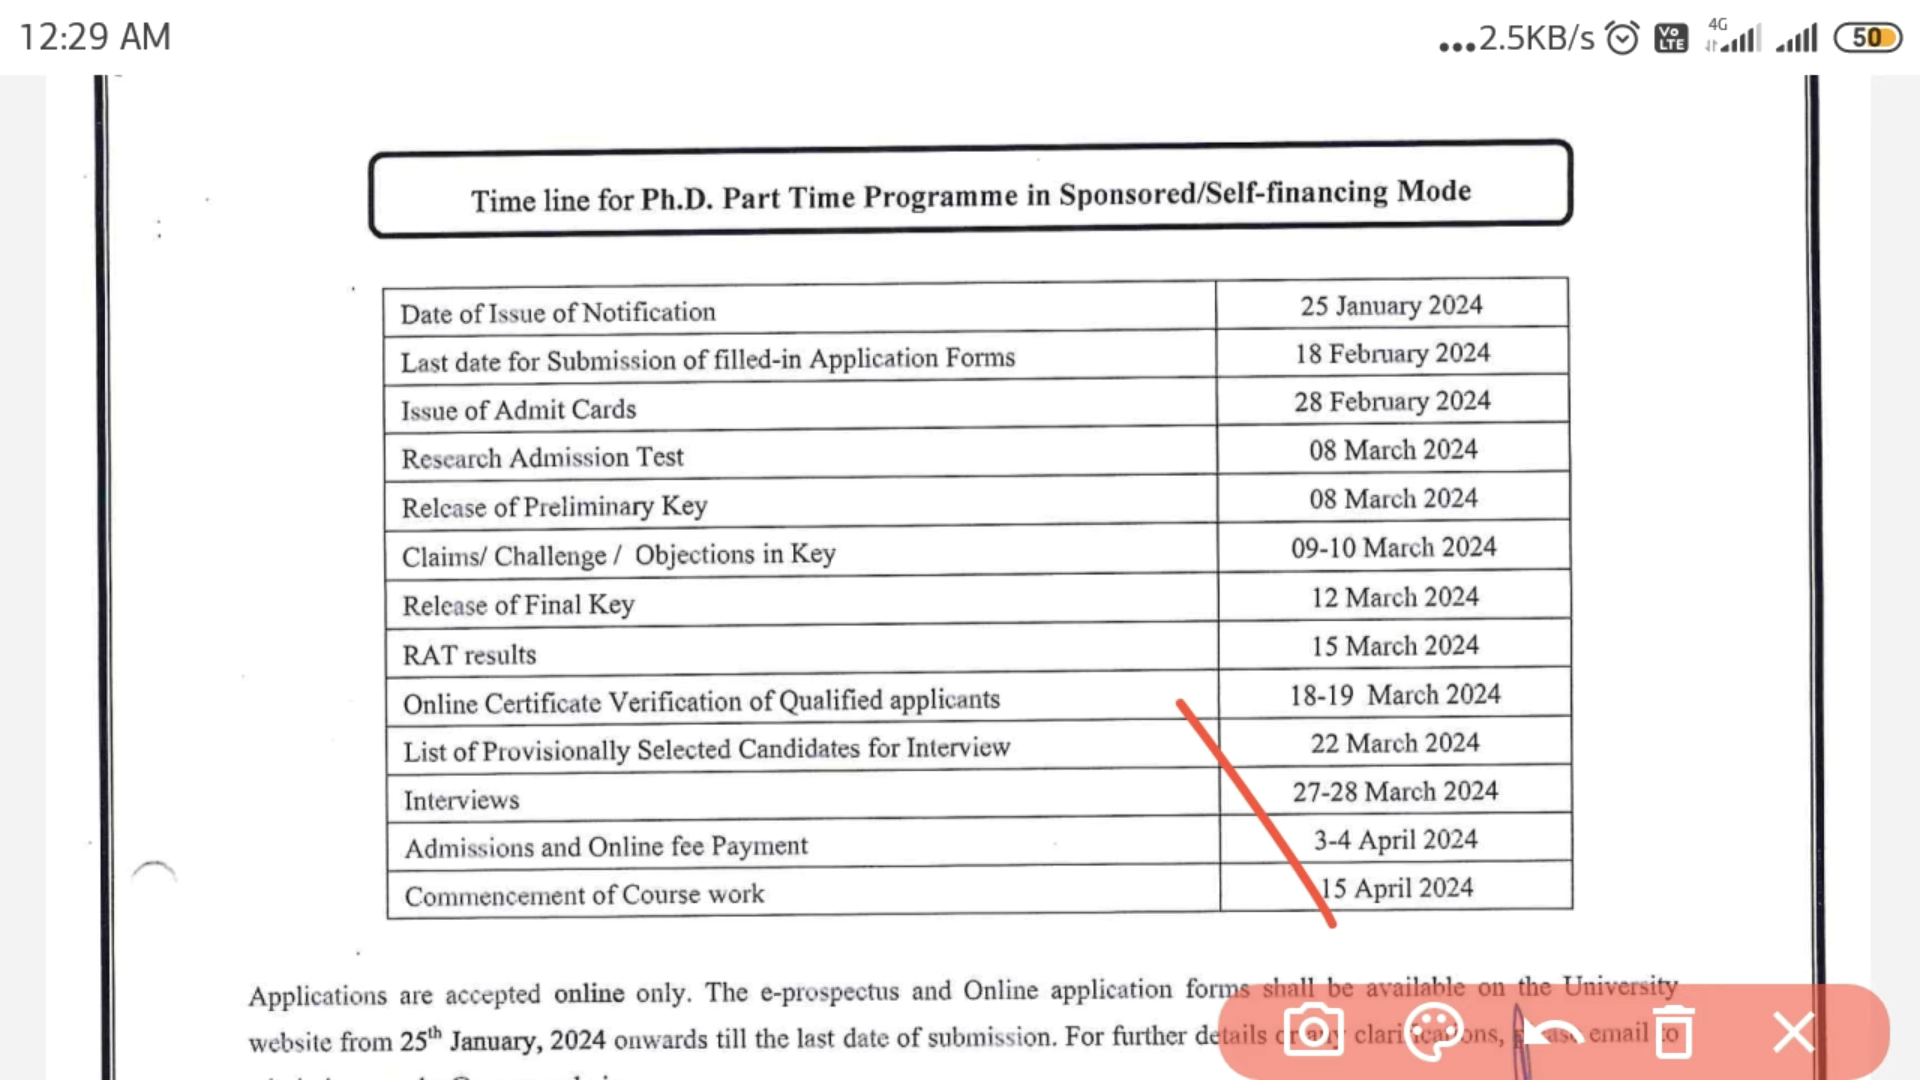 12:29 AM
...2.5KB/s Vo LTE 4G 50
Time line for Ph.D. Part Time Programme in Sponsored/Self-financing Mode
Date of Issue of Notification 25 January 2024
Last date for Submission of filled-in Application Forms 18 February 2024
Issue of Admit Cards 28 February 2024
Research Admission Test 08 March 2024
Release of Preliminary Key 08 March 2024
Claims/ Challenge / Objections in Key 09-10 March 2024
Release of Final Key 12 March 2024
RAT results 15 March 2024
Online Certificate Verification of Qualified applicants 18-19 March 2024
List of Provisionally Selected Candidates for Interview 22 March 2024
Interviews 27-28 March 2024
Admissions and Online fee Payment 3-4 April 2024
Commencement of Course work 15 April 2024
Applications are accepted online only. The e-prospectus and Online application forms shall be available on the University
website from 25th January, 2024 onwards till the last date of submission. For further details or any clarifications, please email to